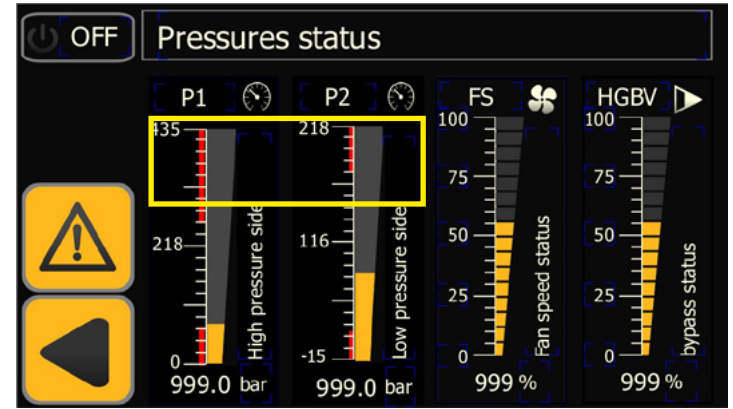 OFF
Pressures status
P1
P2
FS
HGBV
435
218
0
High pressure side
999.0 bar
218
116
-15
Low pressure side
999.0 bar
100
75
50
25
0
Fan speed status
999 %
100
75
50
25
0
bypass status
999 %